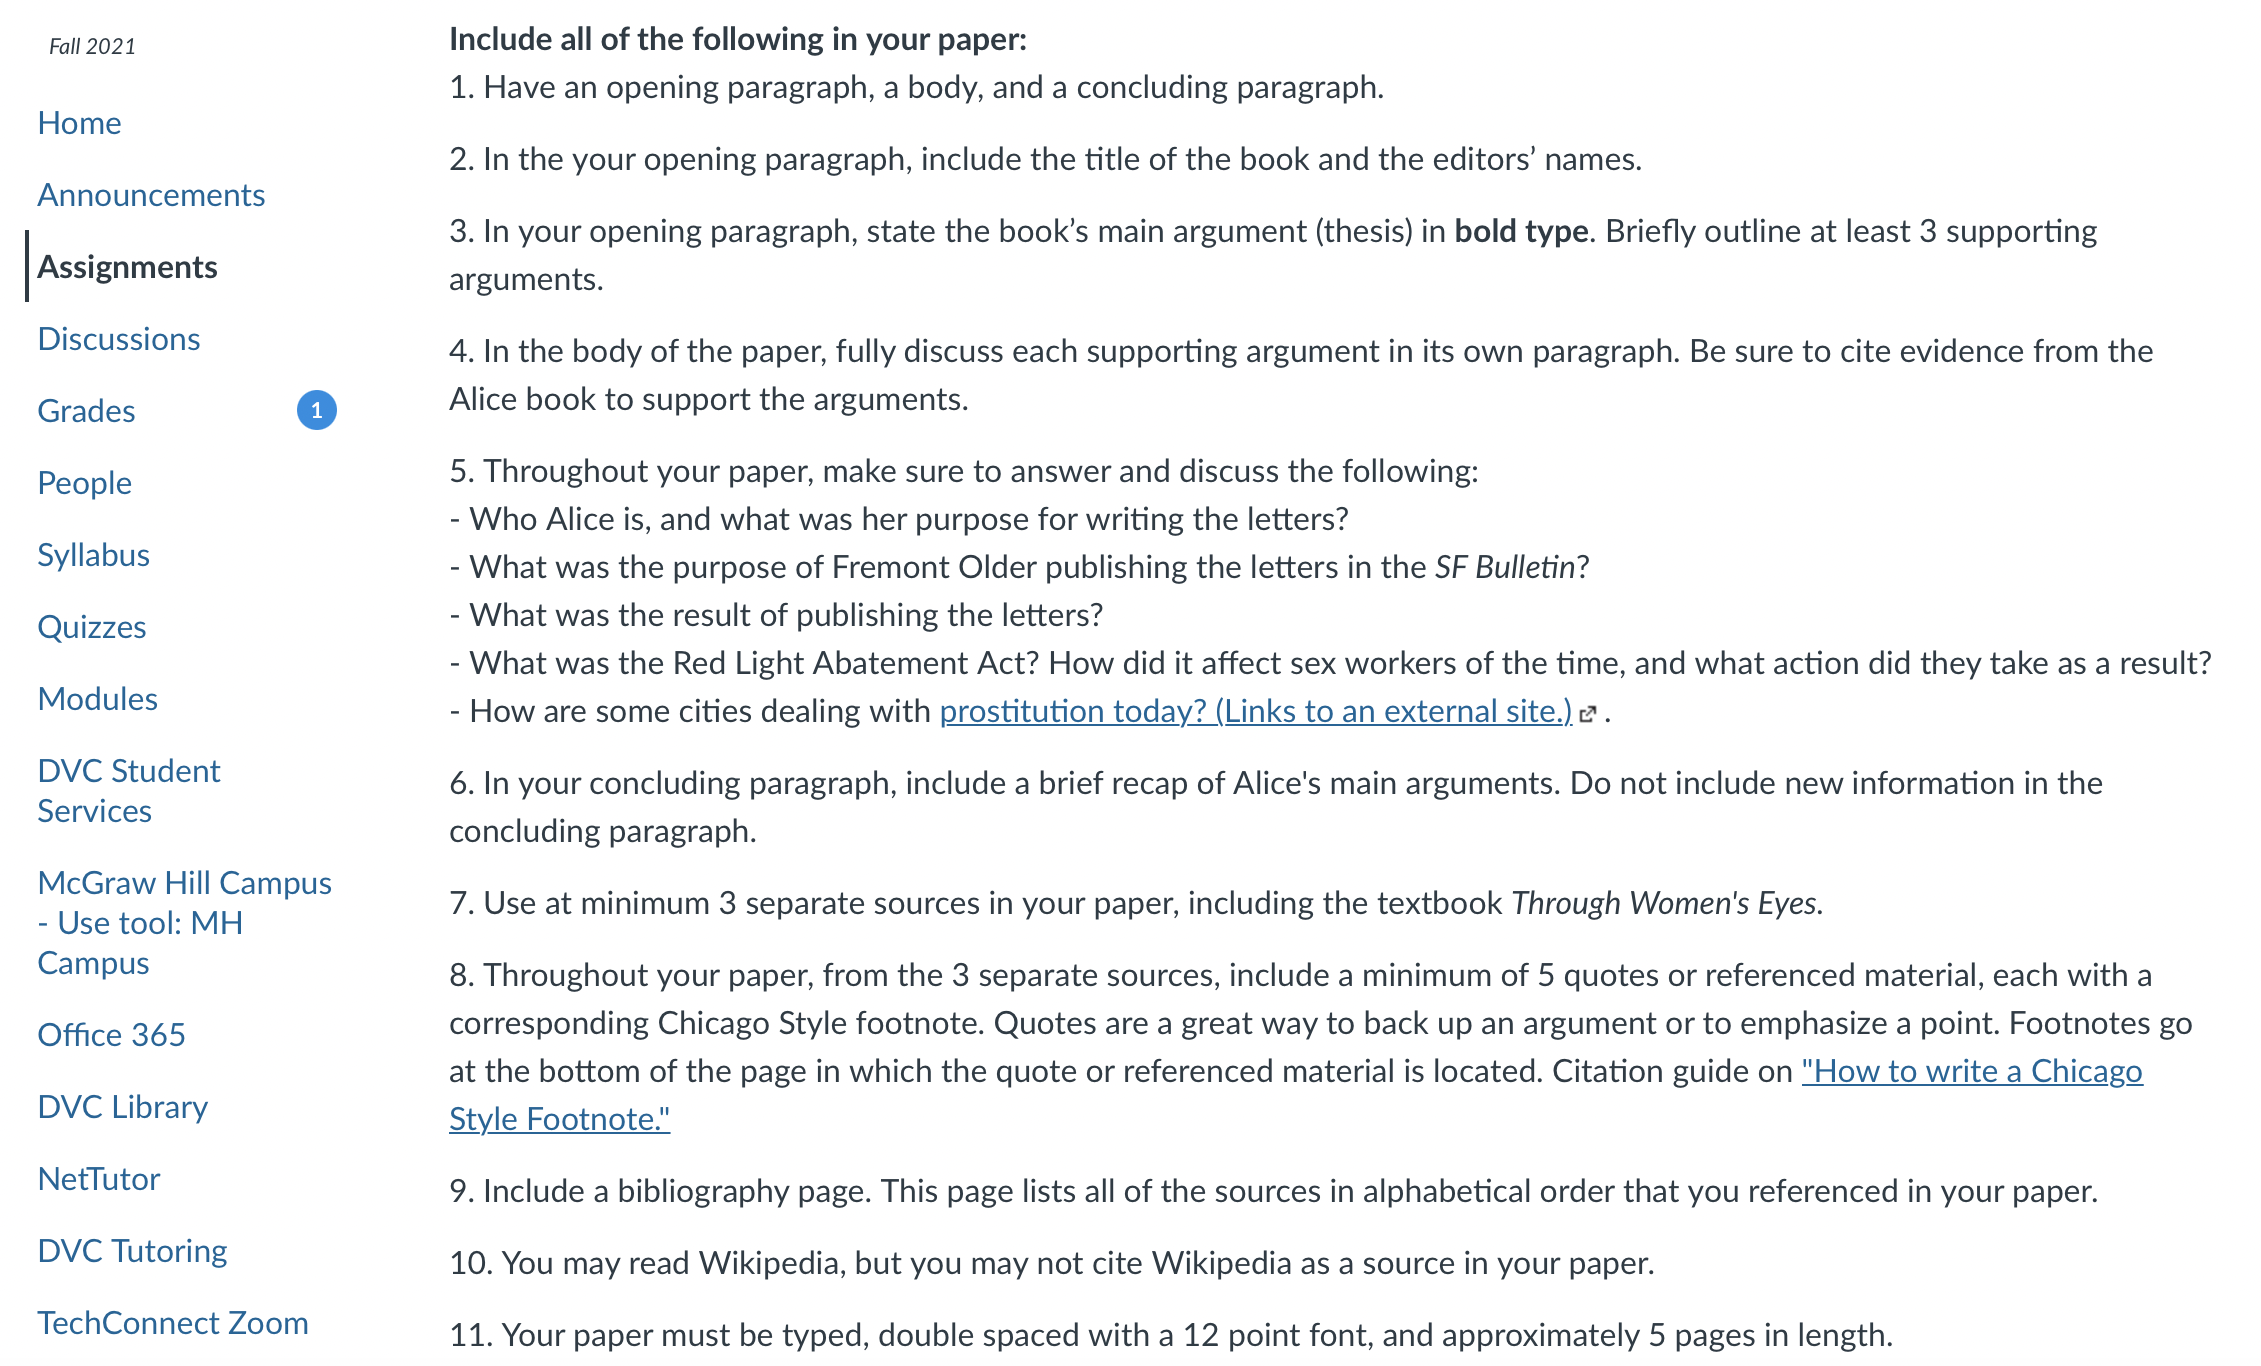 Fall 2021
Home
Announcements
Assignments
Discussions
Grades
1
People
Syllabus
Quizzes
Modules
DVC Student
Services
McGraw Hill Campus
- Use tool: MH
Campus
Office 365
DVC Library
NetTutor
DVC Tutoring
TechConnect Zoom
Include all of the following in your paper:
1. Have an opening paragraph, a body, and a concluding paragraph.
2. In the your opening paragraph, include the title of the book and the editors’ names.
3. In your opening paragraph, state the book’s main argument (thesis) in bold type. Briefly outline at least 3 supporting
arguments.
4. In the body of the paper, fully discuss each supporting argument in its own paragraph. Be sure to cite evidence from the
Alice book to support the arguments.
5. Throughout your paper, make sure to answer and discuss the following:
- Who Alice is, and what was her purpose for writing the letters?
- What was the purpose of Fremont Older publishing the letters in the SF Bulletin?
- What was the result of publishing the letters?
- What was the Red Light Abatement Act? How did it affect sex workers of the time, and what action did they take as a result?
- How are some cities dealing with prostitution today? (Links to an external site.) .
6. In your concluding paragraph, include a brief recap of Alice's main arguments. Do not include new information in the
concluding paragraph.
7. Use at minimum 3 separate sources in your paper, including the textbook Through Women's Eyes.
8. Throughout your paper, from the 3 separate sources, include a minimum of 5 quotes or referenced material, each with a
corresponding Chicago Style footnote. Quotes are a great way to back up an argument or to emphasize a point. Footnotes go
at the bottom of the page in which the quote or referenced material is located. Citation guide on "How to write a Chicago
Style Footnote."
9. Include a bibliography page. This page lists all of the sources in alphabetical order that you referenced in your paper.
10. You may read Wikipedia, but you may not cite Wikipedia as a source in your paper.
11. Your paper must be typed, double spaced with a 12 point font, and approximately 5 pages in length.